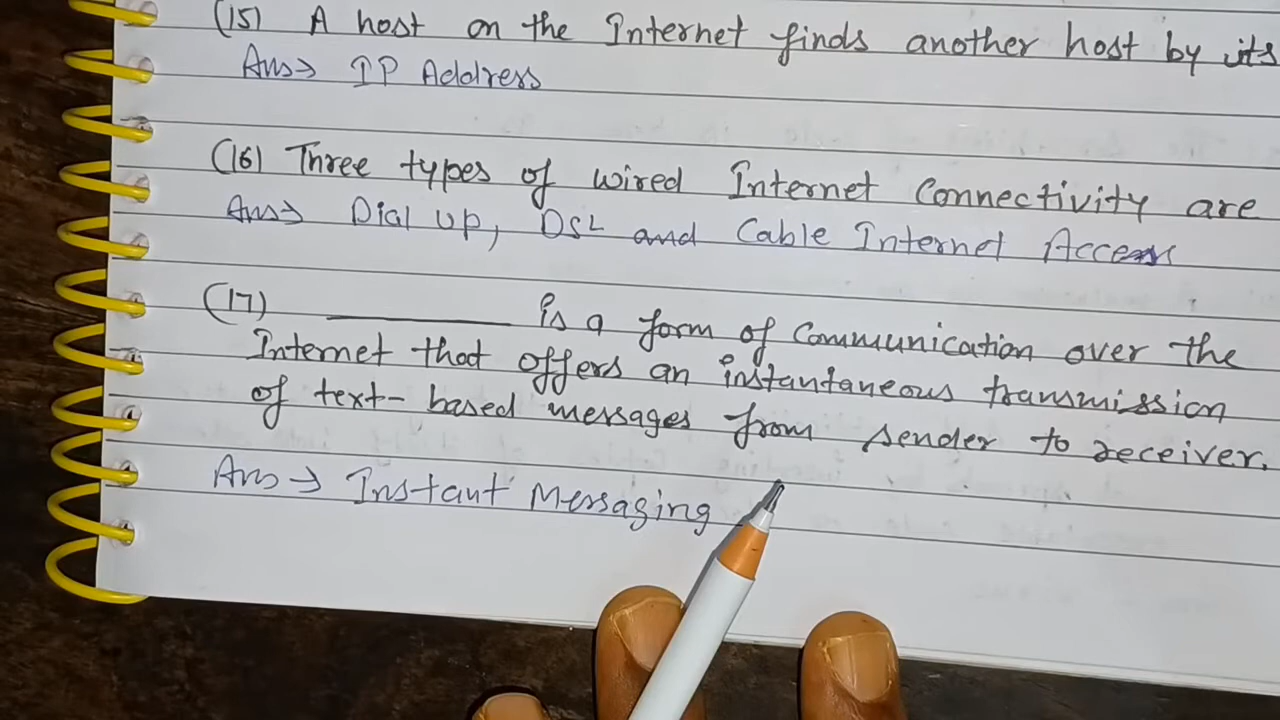 (15) A host on the Internet finds another host by its
Ans→ IP Address
(16) Three types of wired Internet Connectivity are
Ans→ Dial up, DSL and Cable Internet Access
(17) ________ is a form of Communication over the
Internet that offers an instantaneous transmission
of text-based messages from sender to receiver.
Ans → Instant Messaging